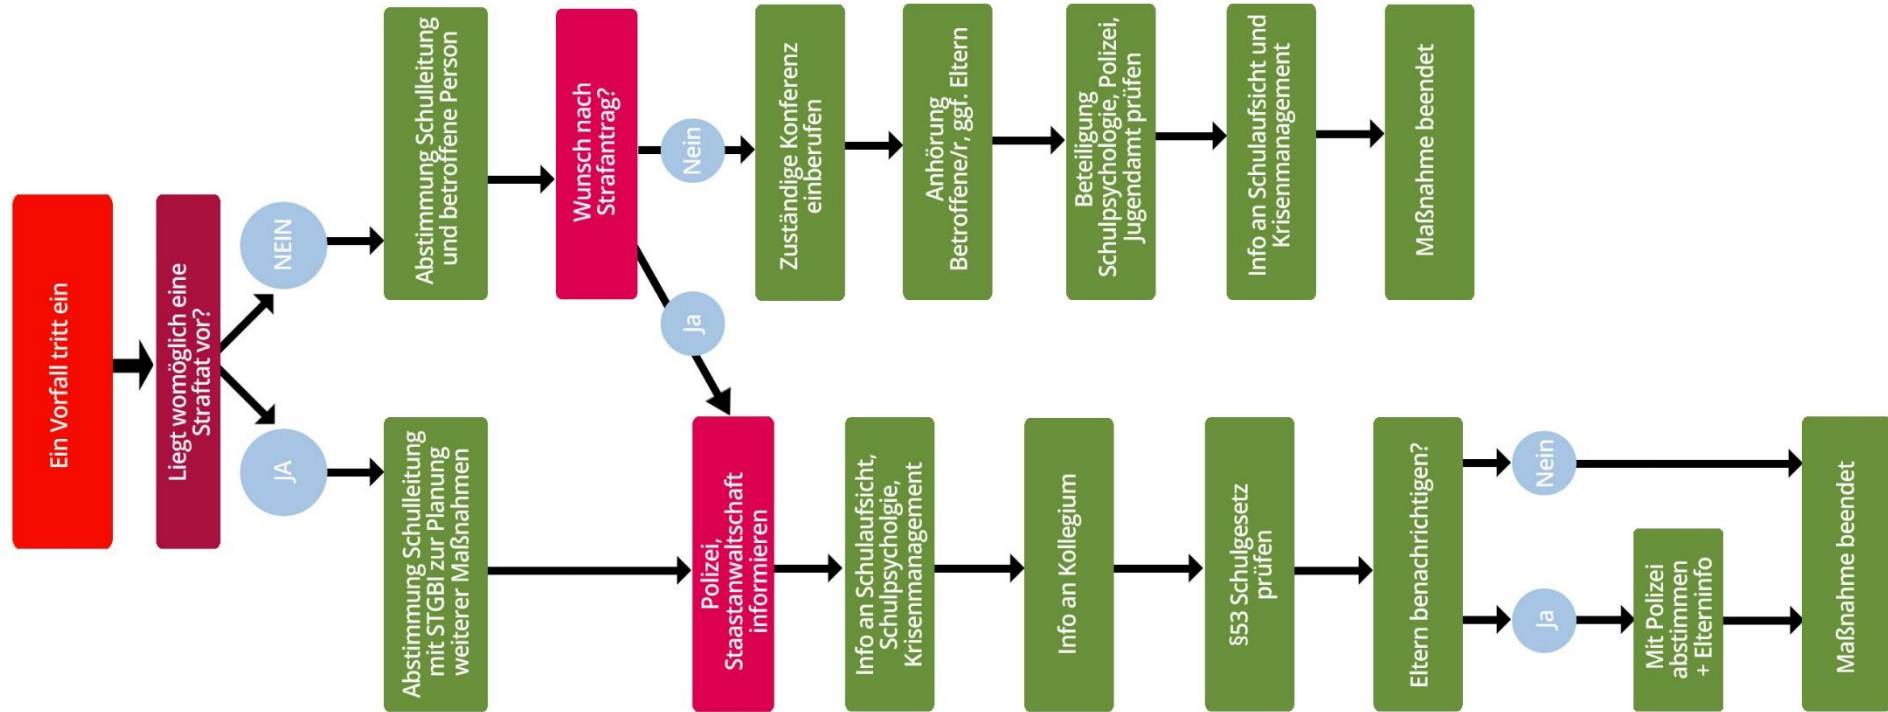 Ein Vorfall tritt ein
Liegt womöglich eine
Straftat vor?
JA
NEIN
Abstimmung Schulleitung
mit STGBI zur Planung
weiterer Maßnahmen
Abstimmung Schulleitung
und betroffene Person
Wunsch nach
Strafantrag?
Ja
Nein
Polizei,
Staastanwaltschaft
informieren
Zuständige Konferenz
einberufen
Info an Schulaufsicht,
Schulpsycholgie,
Krisenmanagement
Anhörung
Betroffene/r, ggf. Eltern
Info an Kollegium
Beteiligung
Schulpsychologie, Polizei,
Jugendamt prüfen
§53 Schulgesetz
prüfen
Info an Schulaufsicht und
Krisenmanagement
Eltern benachrichtigen?
Maßnahme beendet
Ja
Nein
Mit Polizei
abstimmen
+ Elterninfo
Maßnahme beendet